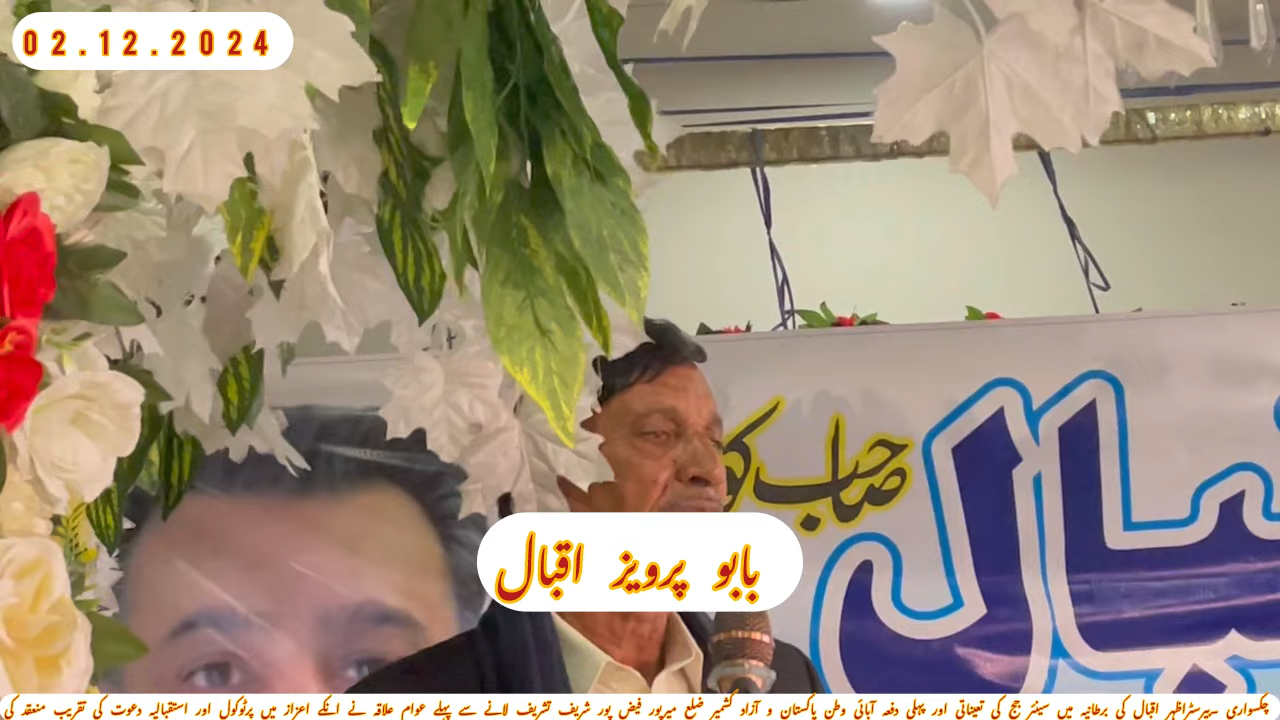 02.12.2024
صاحب کو
اقبال
بابو پرویز اقبال
چکسواری ۔بیرسٹراظہر اقبال کی برطانیہ میں سینئر جج کی تعیناتی اور پہلی دفعہ آبائی وطن پاکستان و آزاد کشمیر ضلع میرپور فیض پور شریف تشریف لانے سے پہلے عوام علاقہ نے انکے اعزاز میں پرٹوکول اور استقبالیہ دعوت کی تقریب منعقد کی